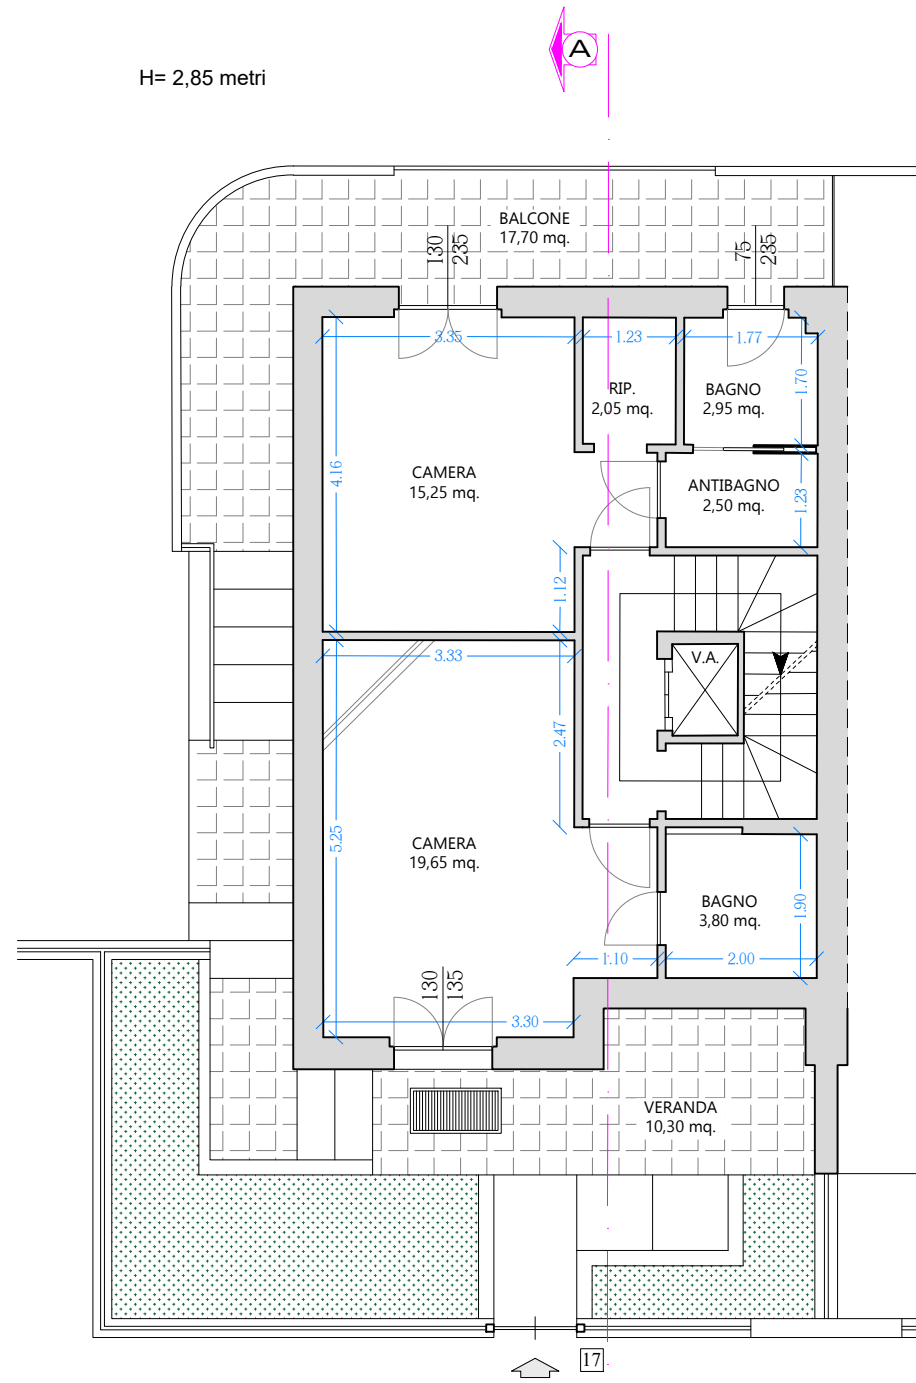 A
H= 2,85 metri
BALCONE
17,70 mq.
130
235
75
235
3.35
1.23
1.77
RIP.
2,05 mq.
BAGNO
2,95 mq.
1.70
CAMERA
15,25 mq.
4.16
ANTIBAGNO
2,50 mq.
1.23
1.12
3.33
V.A.
2.47
5.25
CAMERA
19,65 mq.
BAGNO
3,80 mq.
1.90
1.10
2.00
130
135
3.30
VERANDA
10,30 mq.
17